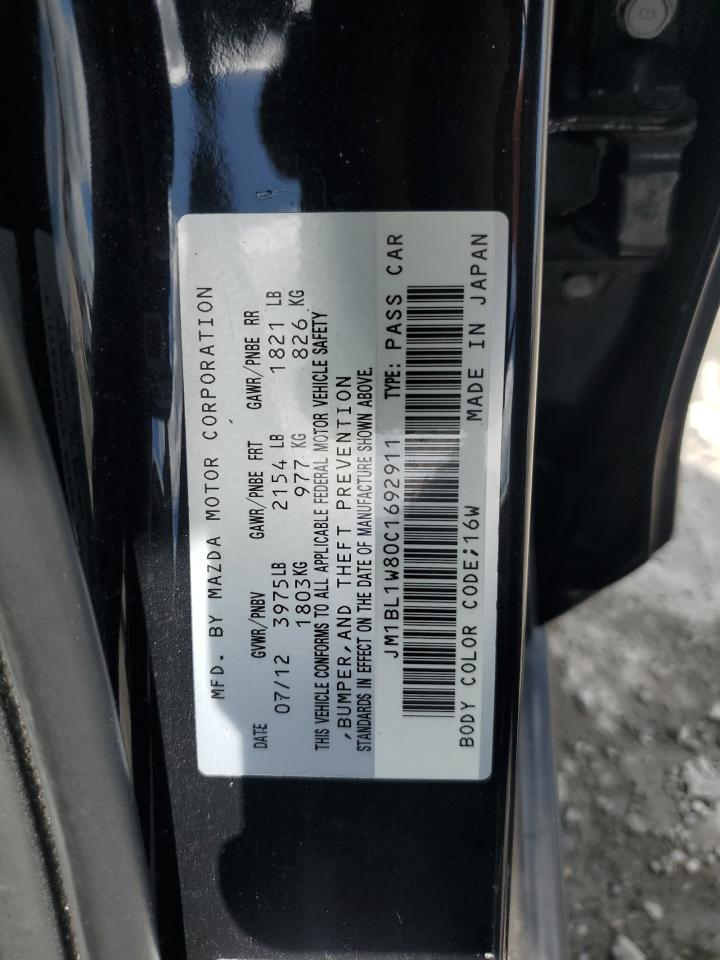 MFD. BY MAZDA MOTOR CORPORATION
DATE GVWR/PNBV GAWR/PNBE FRT GAWR/PNBE RR
07/12 3975LB 2154 LB 1821 LB
1803KG 977 KG 826 KG
THIS VEHICLE CONFORMS TO ALL APPLICABLE FEDERAL MOTOR VEHICLE SAFETY
,BUMPER,AND THEFT PREVENTION
STANDARDS IN EFFECT ON THE DATE OF MANUFACTURE SHOWN ABOVE.
JM1BL1W80C1692911 TYPE: PASS CAR
BODY COLOR CODE;16W MADE IN JAPAN